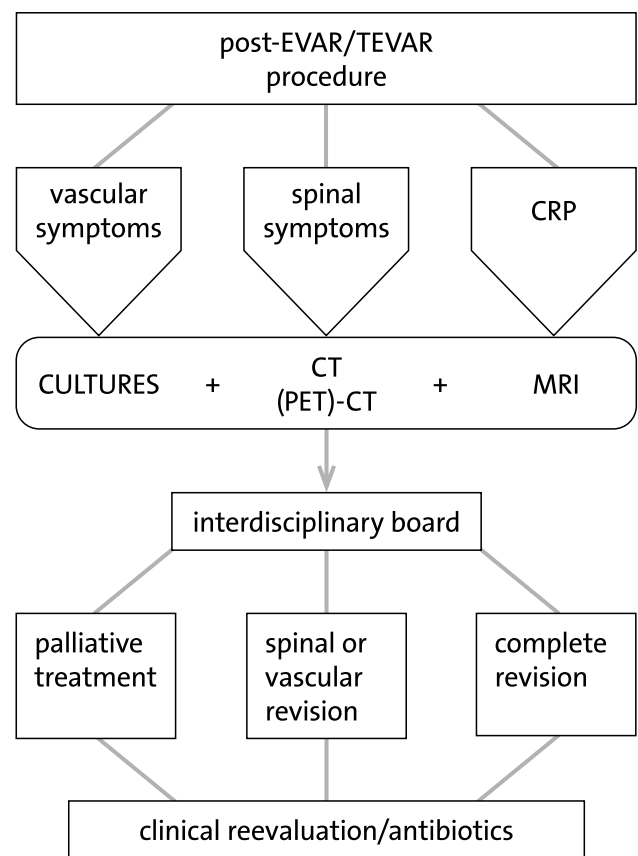 post-EVAR/TEVAR
procedure
vascular
symptoms
spinal
symptoms
CRP
CULTURES + CT (PET)-CT + MRI
interdisciplinary board
palliative
treatment
spinal or
vascular
revision
complete
revision
clinical reevaluation/antibiotics